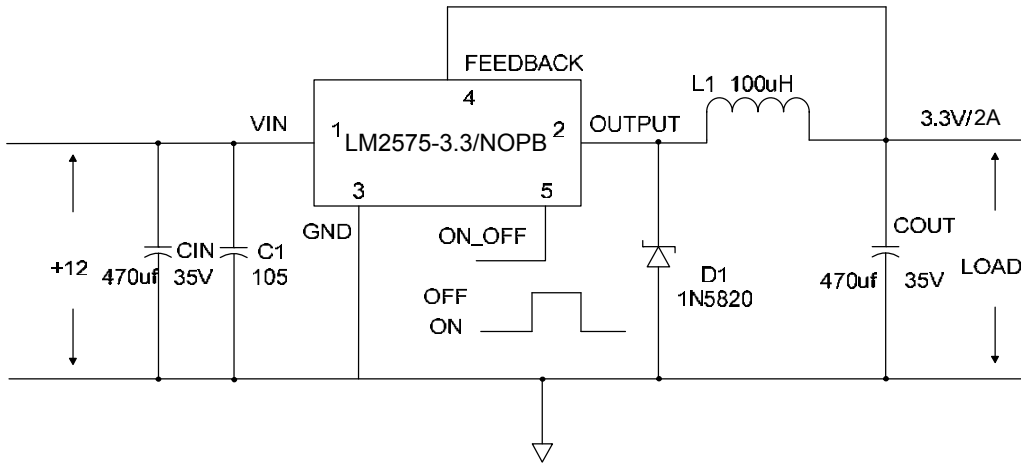 FEEDBACK
4
L1 100uH
VIN
1 LM2575-3.3/NOPB 2
OUTPUT
3.3V/2A
3
5
GND
ON_OFF
+12
CIN
470uf 35V
C1
105
D1
1N5820
COUT
470uf 35V
LOAD
OFF
ON